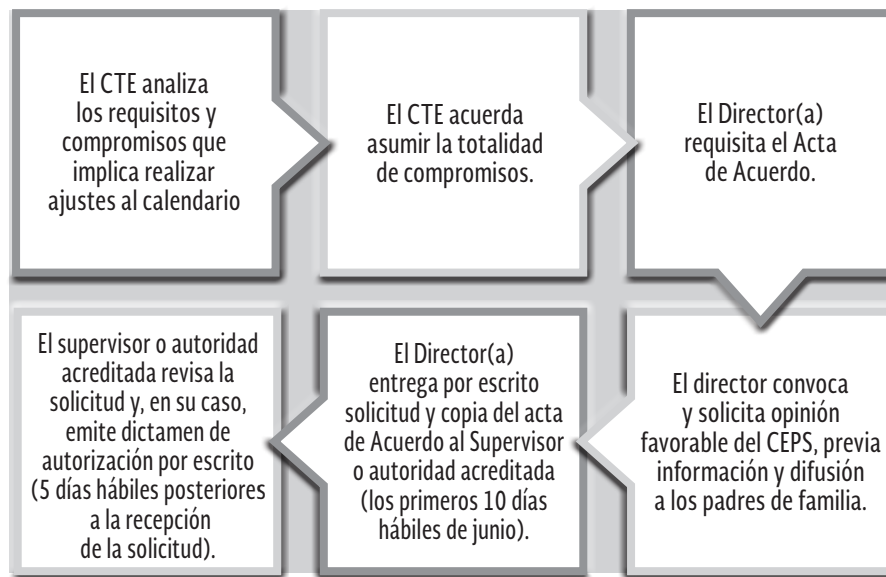 El CTE analiza
los requisitos y
compromisos que
implica realizar
ajustes al calendario
El CTE acuerda
asumir la totalidad
de compromisos.
El Director(a)
requisita el Acta
de Acuerdo.
El director convoca
y solicita opinión
favorable del CEPS, previa
información y difusión
a los padres de familia.
El Director(a)
entrega por escrito
solicitud y copia del acta
de Acuerdo al Supervisor
o autoridad acreditada
(los primeros 10 días
hábiles de junio).
El supervisor o autoridad
acreditada revisa la
solicitud y, en su caso,
emite dictamen de
autorización por escrito
(5 días hábiles posteriores
a la recepción
de la solicitud).